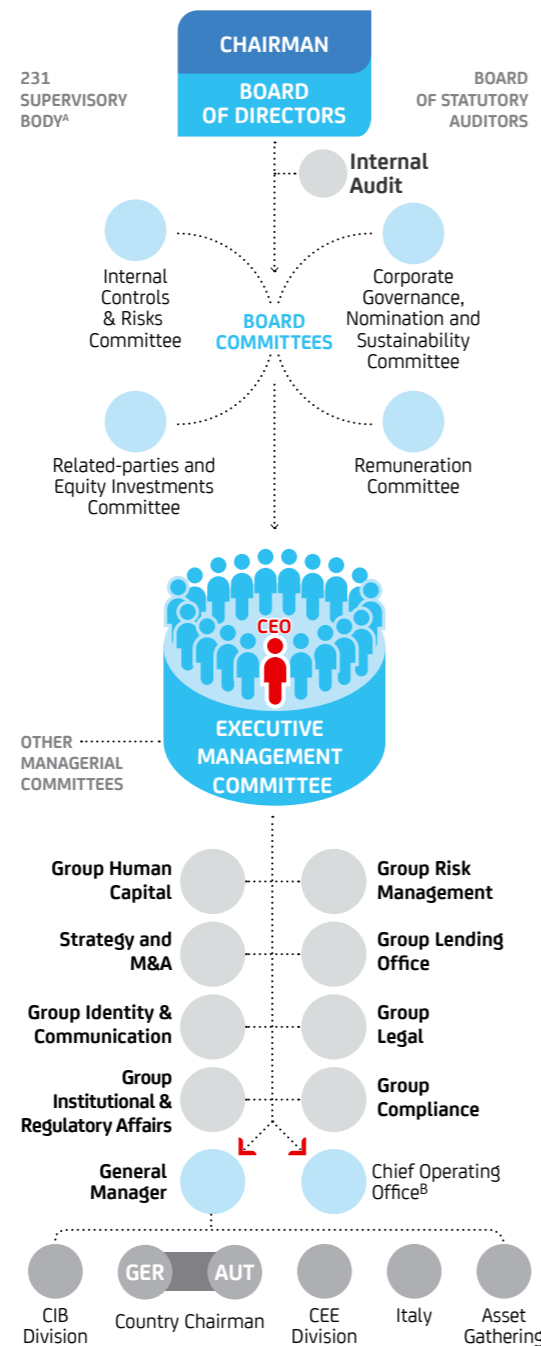 CHAIRMAN
BOARD
OF DIRECTORS
231
SUPERVISORY
BODYᴬ
BOARD
OF STATUTORY
AUDITORS
Internal
Audit
Internal
Controls
& Risks
Committee
Corporate
Governance,
Nomination and
Sustainability
Committee
BOARD
COMMITTEES
Related-parties and
Equity Investments
Committee
Remuneration
Committee
CEO
EXECUTIVE
MANAGEMENT
COMMITTEE
OTHER
MANAGERIAL
COMMITTEES
Group Human
Capital
Group Risk
Management
Strategy and
M&A
Group Lending
Office
Group Identity &
Communication
Group
Legal
Group
Institutional &
Regulatory Affairs
Group
Compliance
General
Manager
Chief Operating
Officeᴮ
GER
AUT
CIB
Division
Country Chairman
CEE
Division
Italy
Asset
Gathering